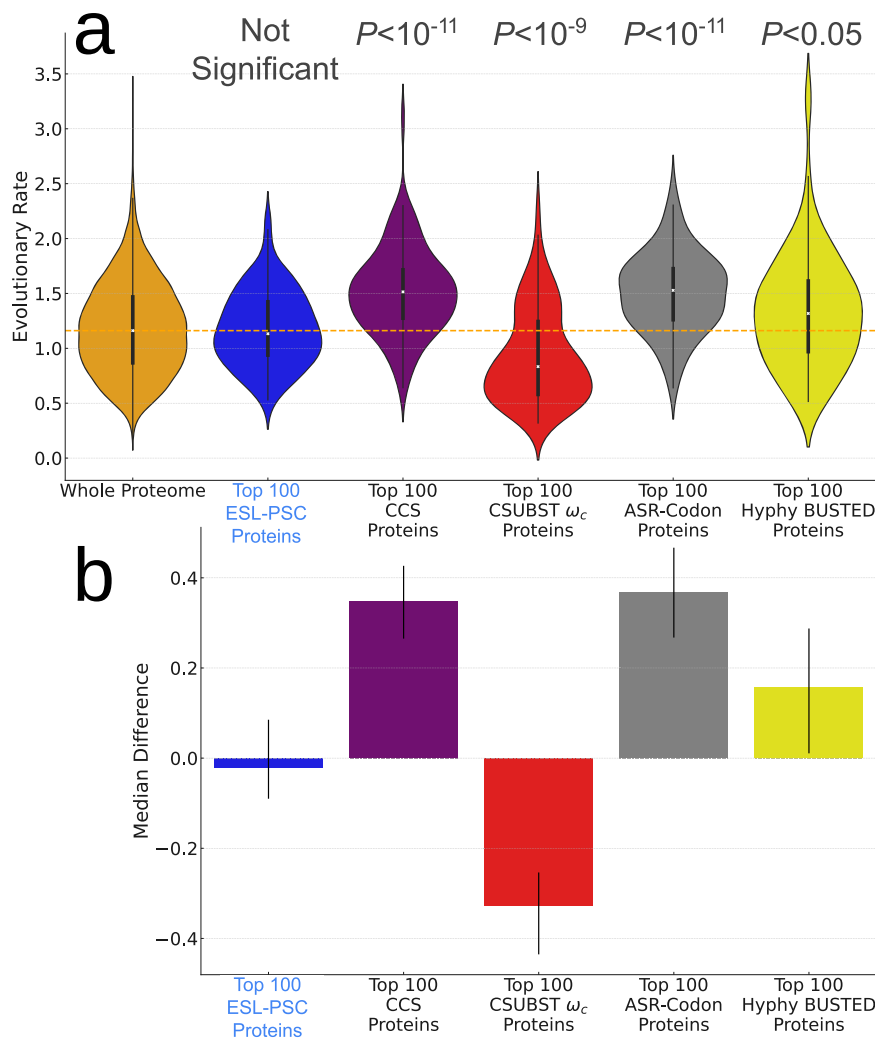 a
Not
Significant
P<10⁻¹¹
P<10⁻⁹
P<10⁻¹¹
P<0.05
Evolutionary Rate
3.5
3.0
2.5
2.0
1.5
1.0
0.5
0.0
Whole Proteome
Top 100
ESL-PSC
Proteins
Top 100
CCS
Proteins
Top 100
CSUBST ω_c
Proteins
Top 100
ASR-Codon
Proteins
Top 100
Hyphy BUSTED
Proteins
b
Median Difference
0.4
0.2
0.0
−0.2
−0.4
Top 100
ESL-PSC
Proteins
Top 100
CCS
Proteins
Top 100
CSUBST ω_c
Proteins
Top 100
ASR-Codon
Proteins
Top 100
Hyphy BUSTED
Proteins